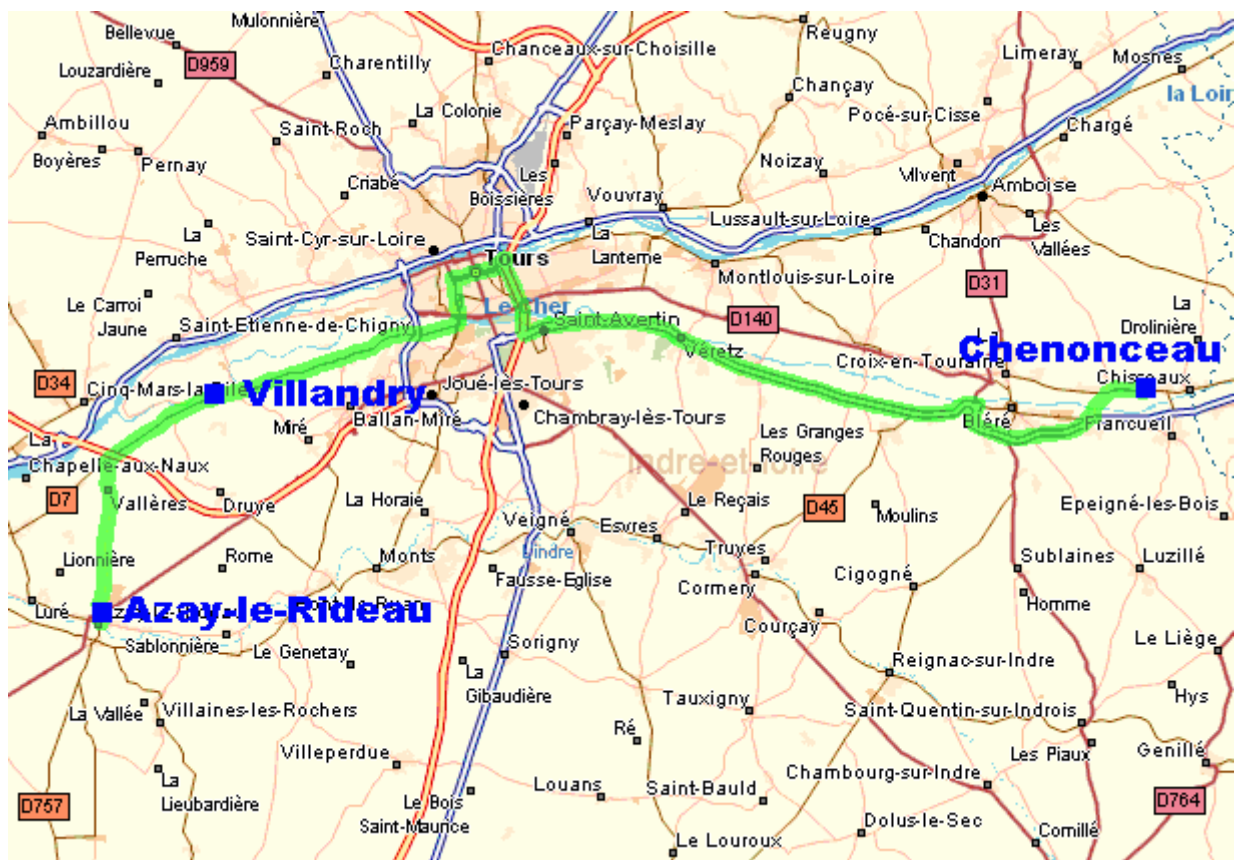 Mulonnière
Bellevue
Reugny
D959
Chanceaux-sur-Choisille
Limeray
Mosnes
Louzardière
Charentilly
Chançay
la Loir
La Colonie
Pocé-sur-Cisse
Ambillou
Saint-Roch
Parçay-Meslay
Chargé
Boyères
Pernay
Noizay
Les
Boissières
Criabé
Vouvray
Amboise
Lussault-sur-Loire
La
Perruche
Saint-Cyr-sur-Loire
La
Lanterne
Chandon
Les
Vallées
Tours
Montlouis-sur-Loire
D31
Le Carroi
Jaune
Le Cher
La
Drolinière
Saint-Etienne-de-Chigny
Saint-Avertin
D140
La
Croix-en-Touraine
Véretz
Chenonceau
D34
Villandry
Joué-lès-Tours
Chisseaux
Ballan-Miré
Chambray-lès-Tours
Bléré
Francueil
La
Chapelle-aux-Naux
Miré
Les Granges
Rouges
Indre-et-Loire
D7
Vallères
Druye
La Horaie
Le Reçais
D45
Moulins
Epeigné-les-Bois
Veigné
Esvres
Lionnière
Rome
Monts
l'Indre
Truyes
Sublaines
Luzillé
Fausse-Eglise
Cormery
Cigogné
Luré
Azay-le-Rideau
Homme
Sablonnière
Le Genetay
Sorigny
Courçay
Le Liège
La
Gibaudière
Reignac-sur-Indre
La Vallée
Villaines-les-Rochers
Tauxigny
Saint-Quentin-sur-Indrois
Hys
Villeperdue
Ré
Les Piaux
Genillé
La
Lieubardière
Louans
Saint-Bauld
Chambourg-sur-Indre
D757
Le Bois
Saint-Maurice
D764
Le Louroux
Dolus-le-Sec